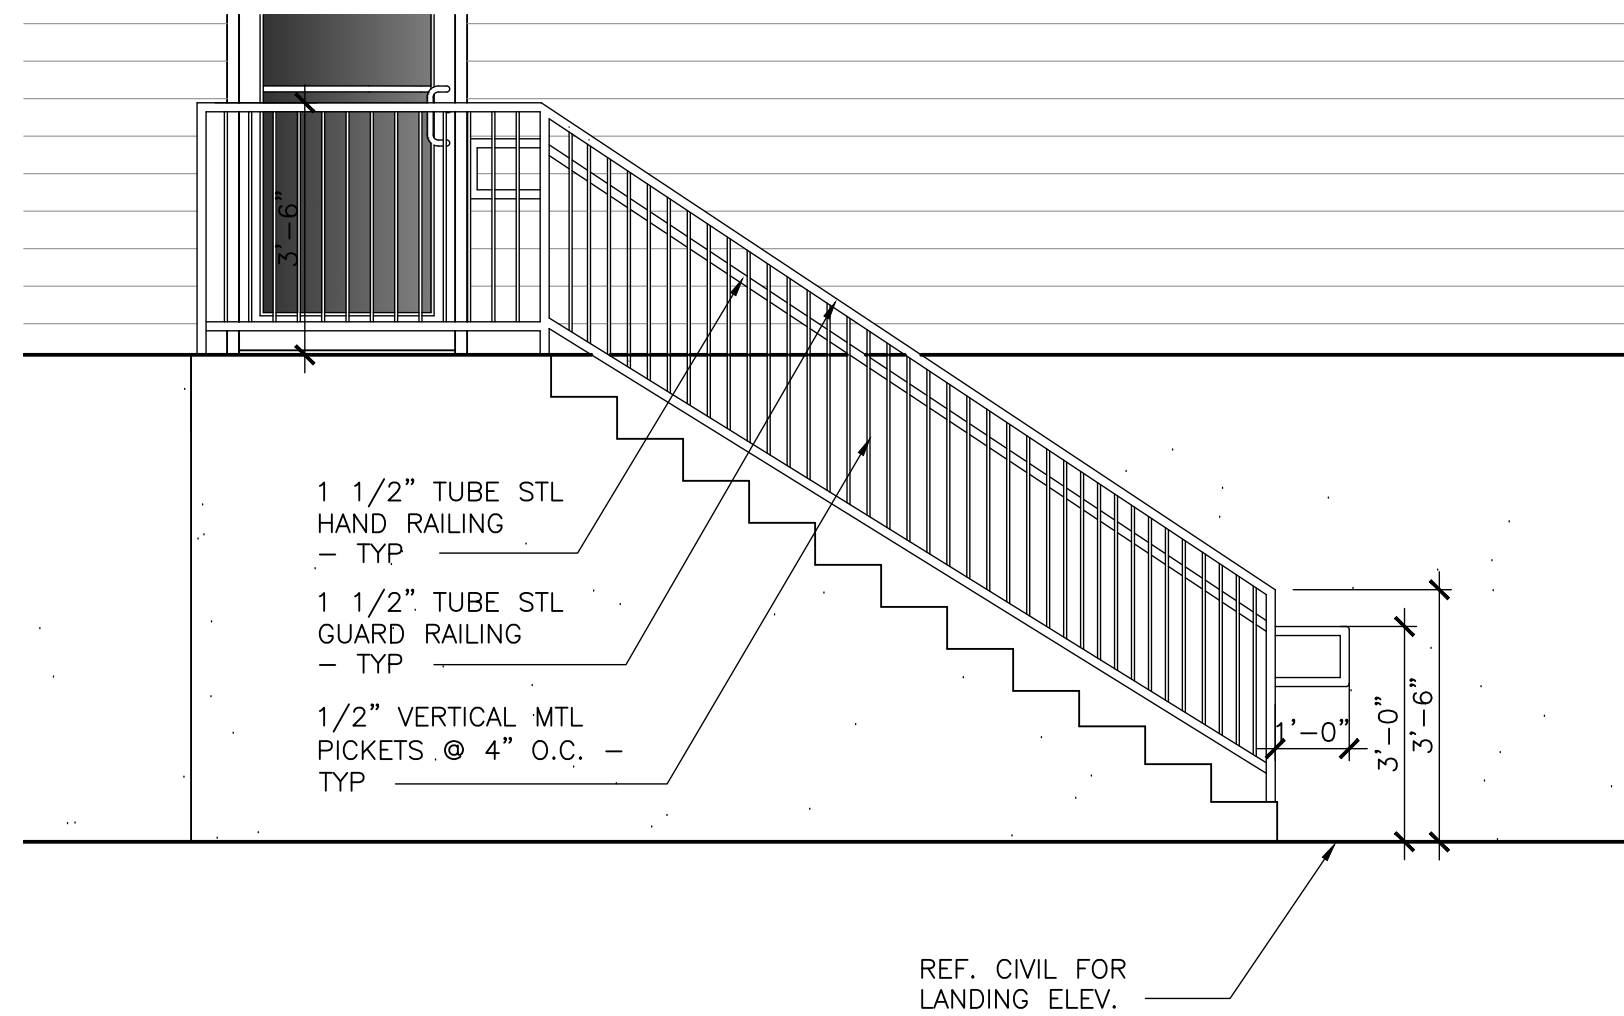 3'-6"
1 1/2" TUBE STL
HAND RAILING
- TYP
1 1/2" TUBE STL
GUARD RAILING
- TYP
1/2" VERTICAL MTL
PICKETS @ 4" O.C. -
TYP
1'-0"
3'-0"
3'-6"
REF. CIVIL FOR
LANDING ELEV.